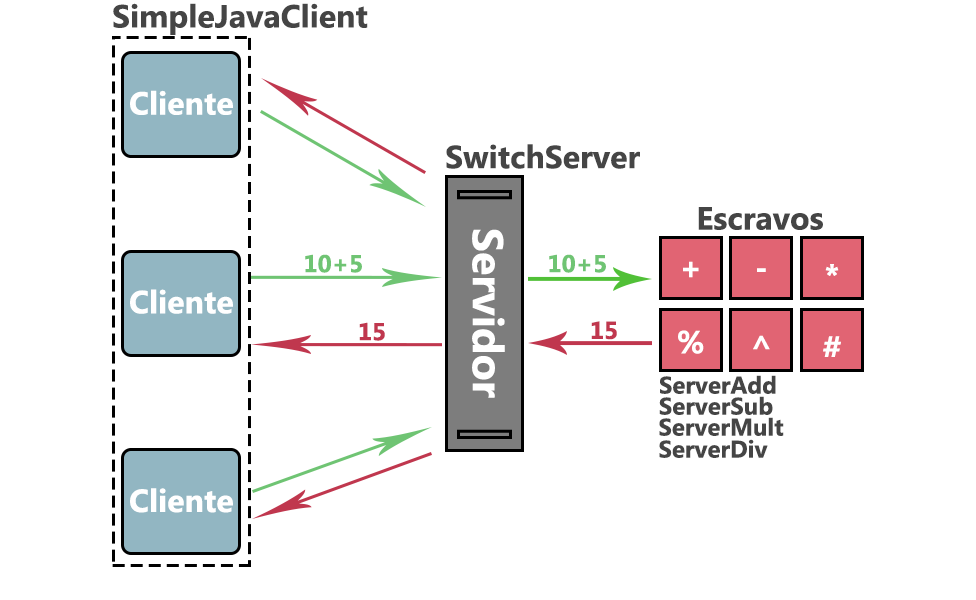 SimpleJavaClient
Cliente
Cliente
Cliente
10+5
15
SwitchServer
Servidor
10+5
15
Escravos
+ - *
% ^ #
ServerAdd
ServerSub
ServerMult
ServerDiv